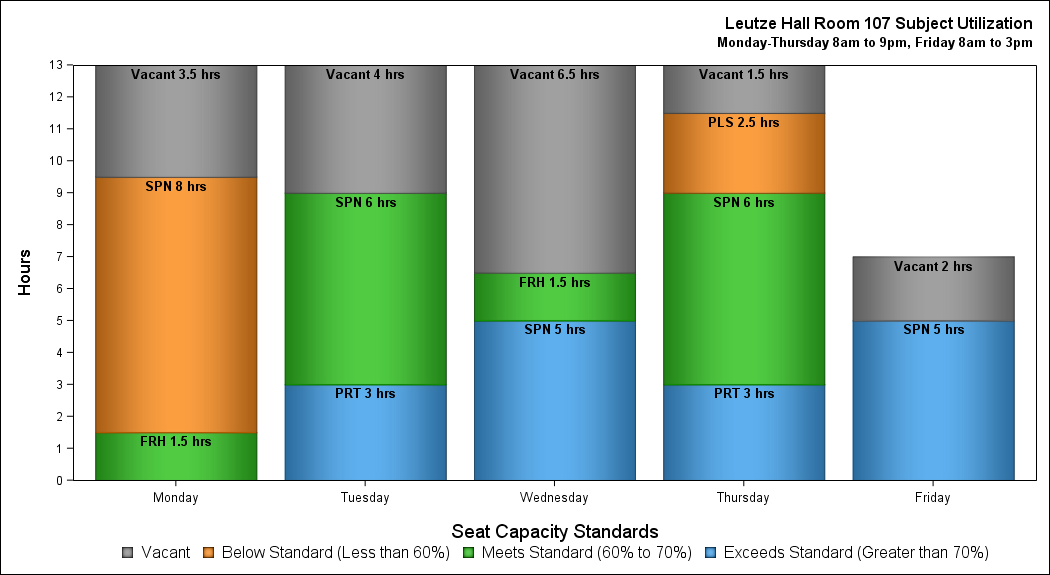 Leutze Hall Room 107 Subject Utilization
Monday-Thursday 8am to 9pm, Friday 8am to 3pm
Hours
13
12
11
10
9
8
7
6
5
4
3
2
1
0
Vacant 3.5 hrs
SPN 8 hrs
FRH 1.5 hrs
Vacant 4 hrs
SPN 6 hrs
PRT 3 hrs
Vacant 6.5 hrs
FRH 1.5 hrs
SPN 5 hrs
Vacant 1.5 hrs
PLS 2.5 hrs
SPN 6 hrs
PRT 3 hrs
Vacant 2 hrs
SPN 5 hrs
Monday Tuesday Wednesday Thursday Friday
Seat Capacity Standards
Vacant Below Standard (Less than 60%) Meets Standard (60% to 70%) Exceeds Standard (Greater than 70%)